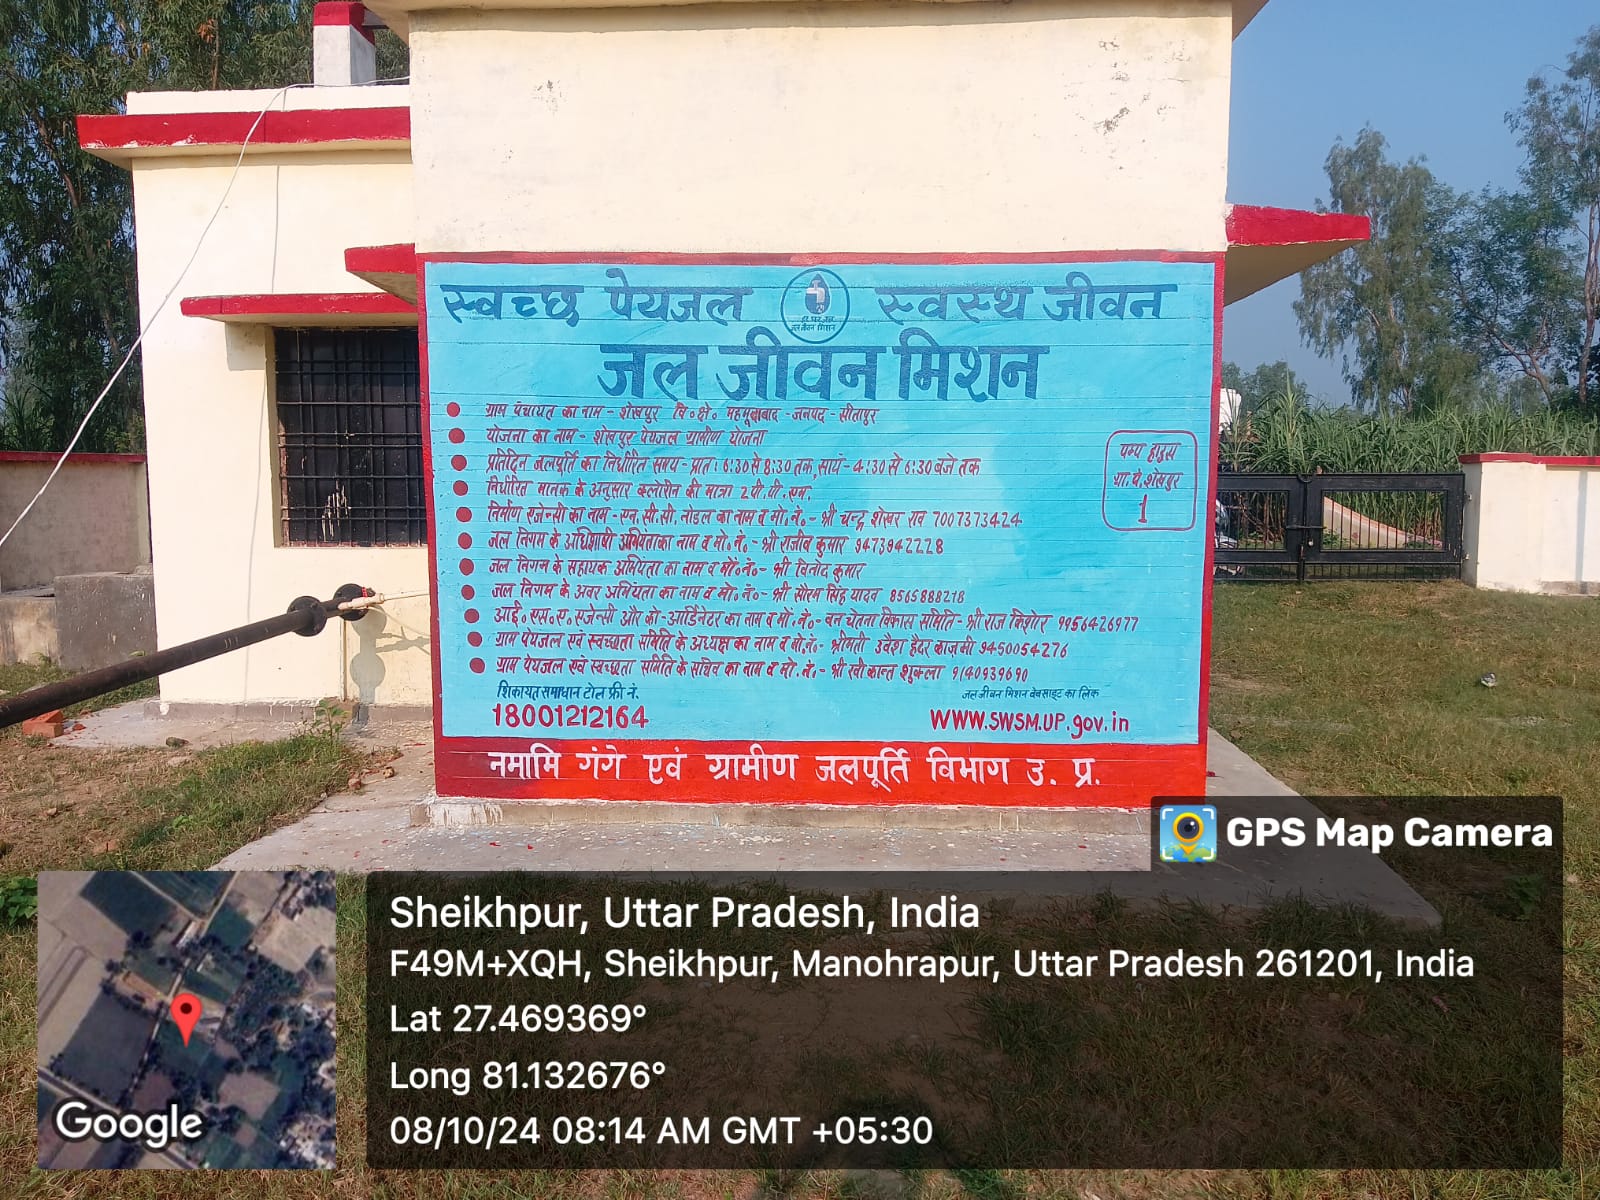 स्वच्छ पेयजल स्वस्थ जीवन
हर घर जल
जल जीवन मिशन
जल जीवन मिशन
ग्राम पंचायत का नाम - शेखपुर वि०क्षे० महमूदाबाद - जनपद - सीतापुर
योजना का नाम - शेखपुर पेयजल ग्रामीण योजना
प्रतिदिन जलपूर्ति का निर्धारित समय - प्रात: 6:30 से 8:30 तक, सायं - 4:30 से 6:30 बजे तक
निर्धारित मानक के अनुसार क्लोरीन की मात्रा 2 पी.पी.एम.
निर्माण एजेन्सी का नाम - एन.सी.सी. नोडल का नाम व मो. नं. - श्री चन्द्र शेखर राव 7007373424
जल निगम के अधिशाषी अभियंता का नाम व मो. नं. - श्री राजीव कुमार 9473942228
जल निगम के सहायक अभियंता का नाम व मो. नं. - श्री विनोद कुमार
जल निगम के अवर अभियंता का नाम व मो. नं. - श्री सौरभ सिंह यादव 8565888218
आई.एस.ए. एजेन्सी और को-आर्डिनेटर का नाम व मो. नं. - वन चेतना विकास समिति - श्री राज किशोर 9956426977
ग्राम पेयजल एवं स्वच्छता समिति के अध्यक्ष का नाम व मो. नं. - श्रीमती उवैश हैदर काज़मी 9450054276
ग्राम पेयजल एवं स्वच्छता समिति के सचिव का नाम व मो. नं. - श्री रवी कान्त शुक्ला 9140939690
पम्प हाउस
ग्रा.पं. शेखपुर
1
शिकायत समाधान टोल फ्री नं.
18001212164
जल जीवन मिशन वेबसाइट का लिंक
WWW.SWSM.UP.gov.in
नमामि गंगे एवं ग्रामीण जलपूर्ति विभाग उ. प्र.
GPS Map Camera
Sheikhpur, Uttar Pradesh, India
F49M+XQH, Sheikhpur, Manohrapur, Uttar Pradesh 261201, India
Lat 27.469369°
Long 81.132676°
08/10/24 08:14 AM GMT +05:30
Google